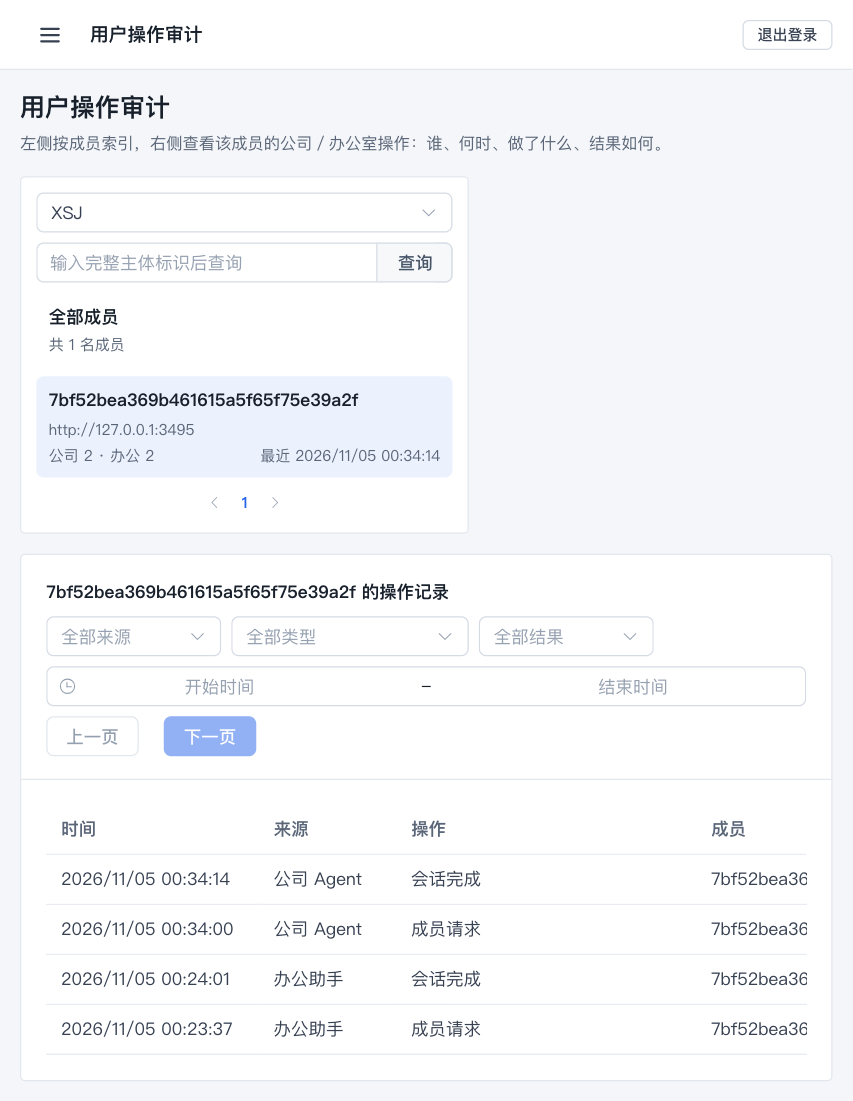 用户操作审计
退出登录
用户操作审计
左侧按成员索引，右侧查看该成员的公司 / 办公室操作：谁、何时、做了什么、结果如何。
XSJ
输入完整主体标识后查询 查询
全部成员
共 1 名成员
7bf52bea369b461615a5f65f75e39a2f
http://127.0.0.1:3495
公司 2 · 办公 2 最近 2026/11/05 00:34:14
1
7bf52bea369b461615a5f65f75e39a2f 的操作记录
全部来源 全部类型 全部结果
开始时间 – 结束时间
上一页 下一页
时间 来源 操作 成员
2026/11/05 00:34:14 公司 Agent 会话完成 7bf52bea36
2026/11/05 00:34:00 公司 Agent 成员请求 7bf52bea36
2026/11/05 00:24:01 办公助手 会话完成 7bf52bea36
2026/11/05 00:23:37 办公助手 成员请求 7bf52bea36